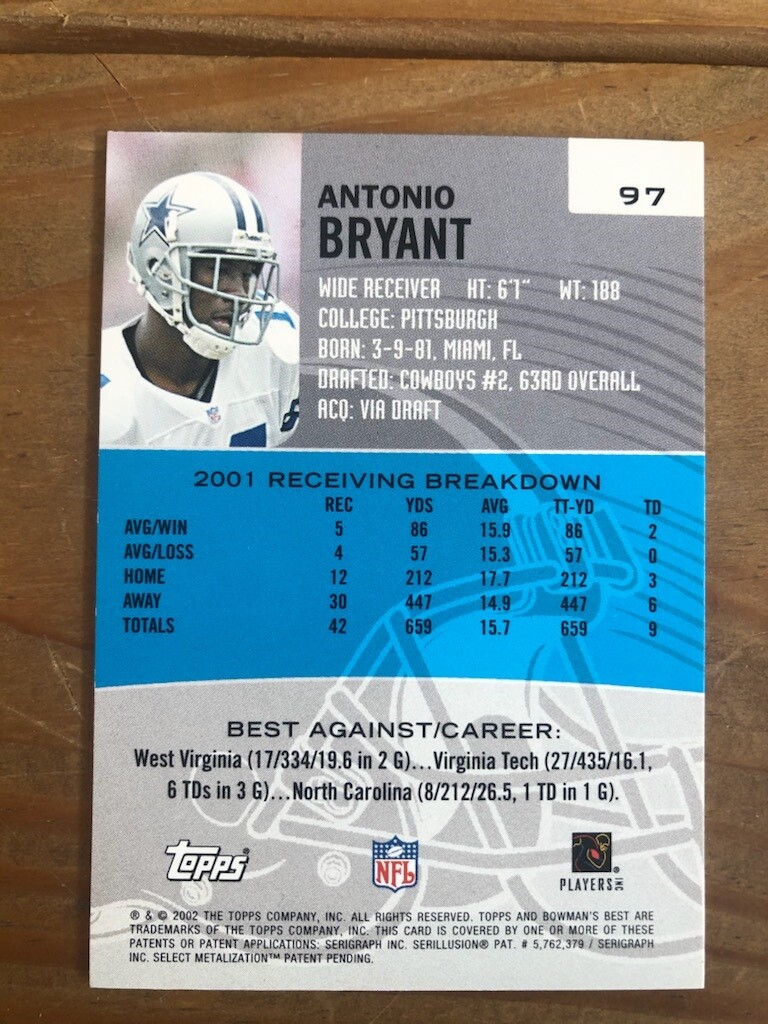 97
ANTONIO
BRYANT
WIDE RECEIVER HT: 6'1" WT: 188
COLLEGE: PITTSBURGH
BORN: 3-9-81, MIAMI, FL
DRAFTED: COWBOYS #2, 63RD OVERALL
ACQ: VIA DRAFT
2001 RECEIVING BREAKDOWN
REC YDS AVG TT-YD TD
AVG/WIN 5 86 15.9 86 2
AVG/LOSS 4 57 15.3 57 0
HOME 12 212 17.7 212 3
AWAY 30 447 14.9 447 6
TOTALS 42 659 15.7 659 9
BEST AGAINST/CAREER:
West Virginia (17/334/19.6 in 2 G)...Virginia Tech (27/435/16.1,
6 TDs in 3 G)...North Carolina (8/212/26.5, 1 TD in 1 G).
TOPPS® NFL PLAYERS INC ®
® & © 2002 THE TOPPS COMPANY, INC. ALL RIGHTS RESERVED. TOPPS AND BOWMAN'S BEST ARE
TRADEMARKS OF THE TOPPS COMPANY, INC. THIS CARD IS COVERED BY ONE OR MORE OF THESE
PATENTS OR PATENT APPLICATIONS: SERIGRAPH INC. SERILLUSION® PAT. # 5,762,379 / SERIGRAPH
INC. SELECT METALIZATION™ PATENT PENDING.